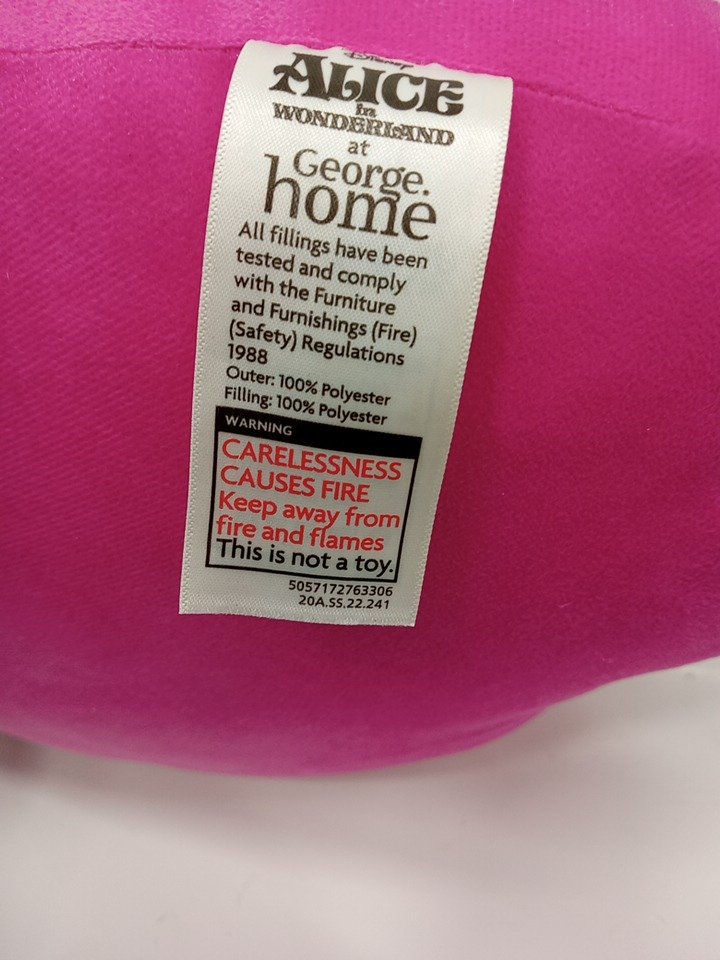 Disney
ALICE
in
WONDERLAND
at
George.
home
All fillings have been
tested and comply
with the Furniture
and Furnishings (Fire)
(Safety) Regulations
1988
Outer: 100% Polyester
Filling: 100% Polyester
WARNING
CARELESSNESS
CAUSES FIRE
Keep away from
fire and flames
This is not a toy.
5057172763306
20A.SS.22.241